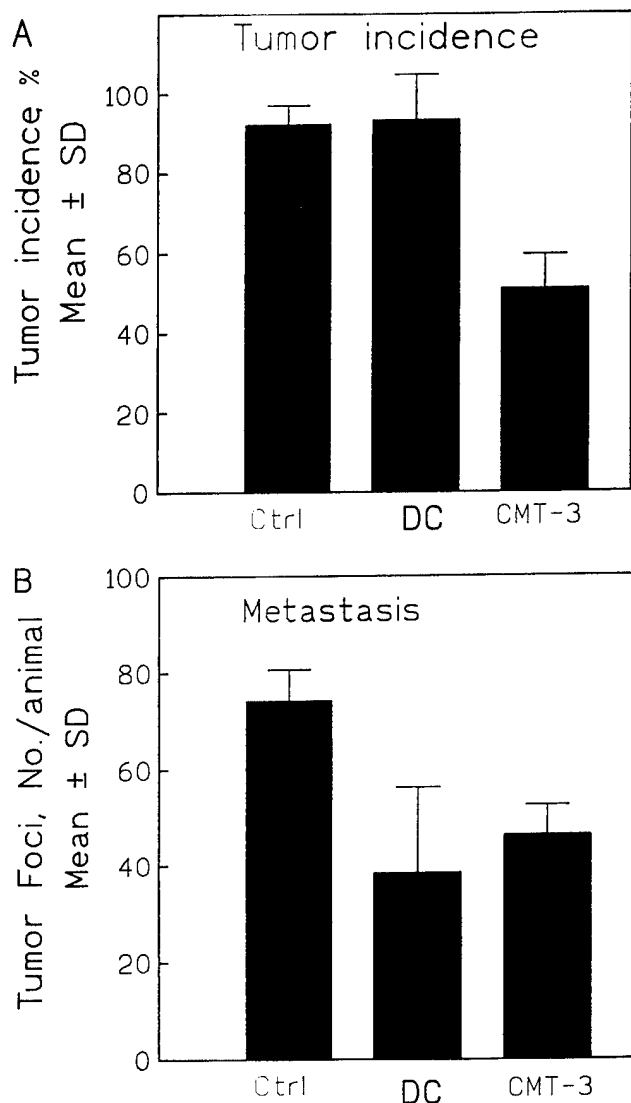 A
Tumor incidence
Tumor incidence, %
Mean ± SD
100
80
60
40
20
0
Ctrl
DC
CMT-3
B
Metastasis
Tumor Foci, No./animal
Mean ± SD
100
80
60
40
20
0
Ctrl
DC
CMT-3